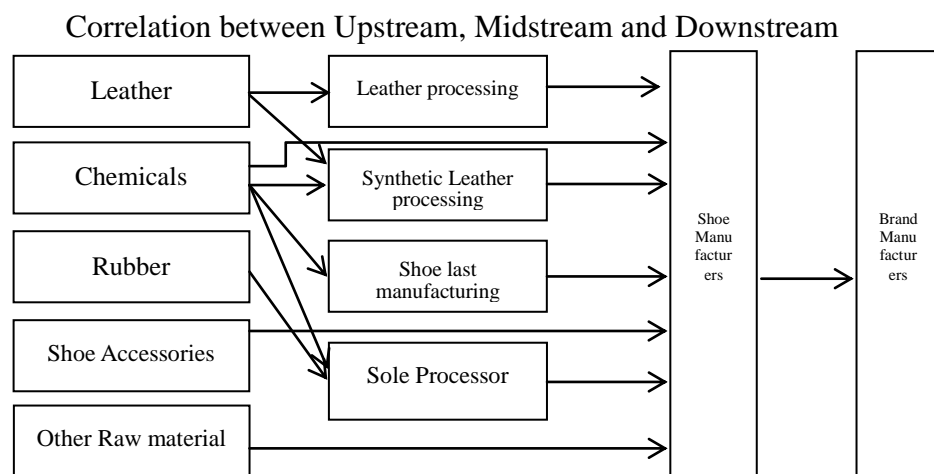 Correlation between Upstream, Midstream and Downstream
Leather
Chemicals
Rubber
Shoe Accessories
Other Raw material
Leather processing
Synthetic Leather
processing
Shoe last
manufacturing
Sole Processor
Shoe
Manu
factur
ers
Brand
Manu
factur
ers